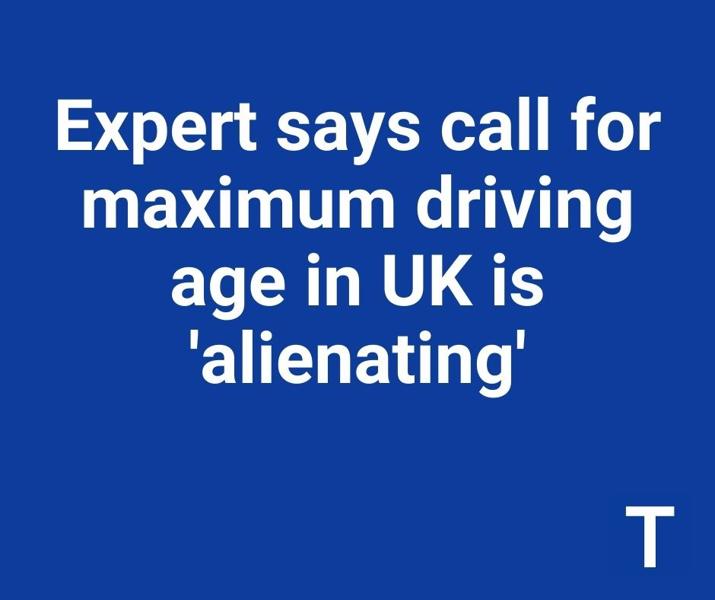 Expert says call for
maximum driving
age in UK is
'alienating'
T